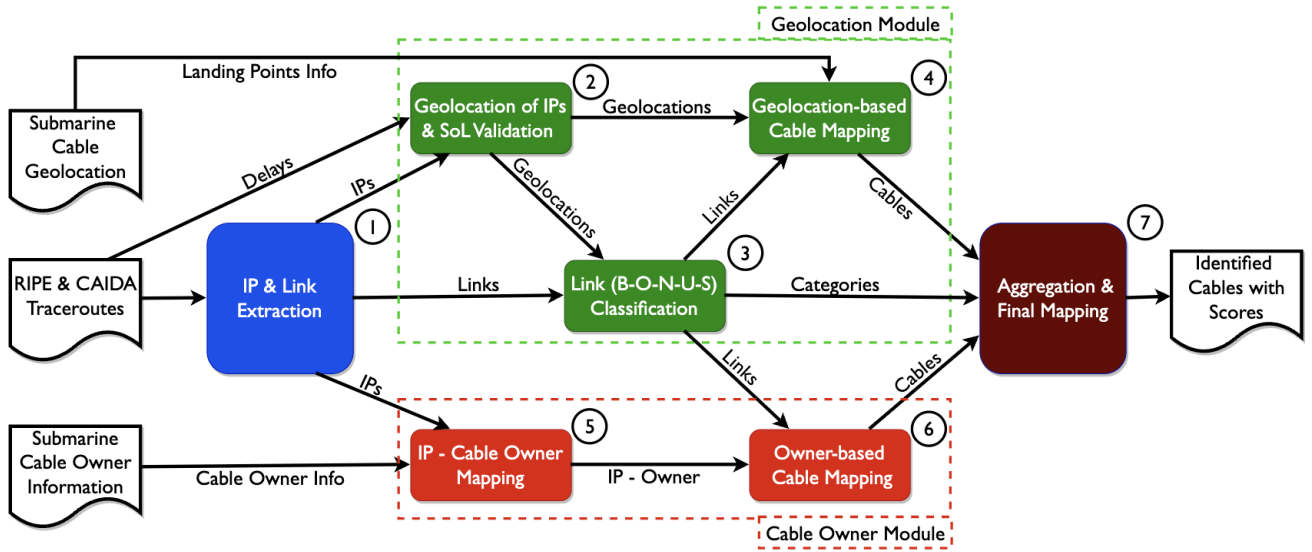 Geolocation Module
Landing Points Info
2
4
Submarine
Cable
Geolocation
Geolocation of IPs
& SoL Validation
Geolocations
Geolocation-based
Cable Mapping
Delays
IPs
Geolocations
Links
Cables
1
3
7
RIPE & CAIDA
Traceroutes
IP & Link
Extraction
Links
Link (B-O-N-U-S)
Classification
Categories
Aggregation &
Final Mapping
Identified
Cables with
Scores
IPs
Links
Cables
5
6
Submarine
Cable Owner
Information
Cable Owner Info
IP - Cable Owner
Mapping
IP - Owner
Owner-based
Cable Mapping
Cable Owner Module